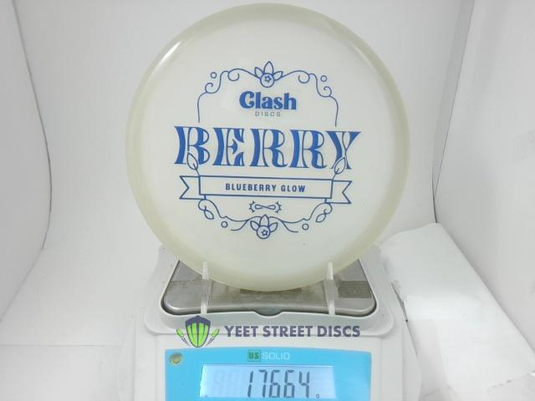 Clash
DISCS
BERRY
BLUEBERRY GLOW
YEET STREET DISCS
US SOLID
176.64 g